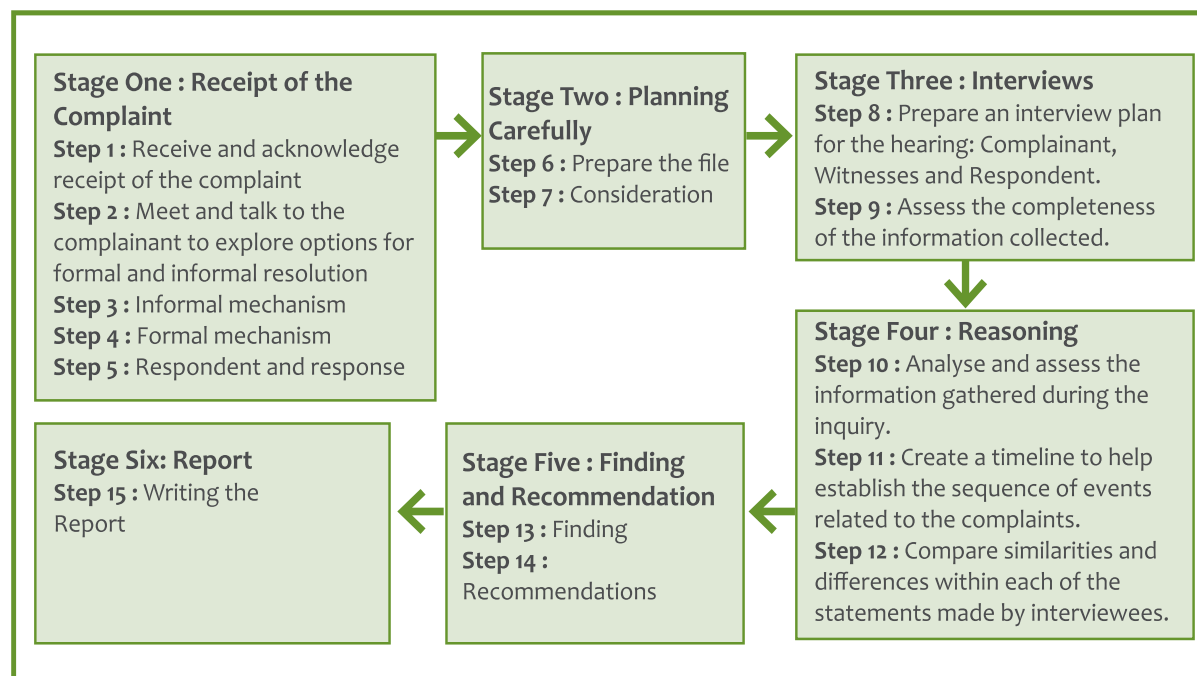 Stage One : Receipt of the
Complaint
Step 1 : Receive and acknowledge
receipt of the complaint
Step 2 : Meet and talk to the
complainant to explore options for
formal and informal resolution
Step 3 : Informal mechanism
Step 4 : Formal mechanism
Step 5 : Respondent and response
Stage Two : Planning
Carefully
Step 6 : Prepare the file
Step 7 : Consideration
Stage Three : Interviews
Step 8 : Prepare an interview plan
for the hearing: Complainant,
Witnesses and Respondent.
Step 9 : Assess the completeness
of the information collected.
Stage Four : Reasoning
Step 10 : Analyse and assess the
information gathered during the
inquiry.
Step 11 : Create a timeline to help
establish the sequence of events
related to the complaints.
Step 12 : Compare similarities and
differences within each of the
statements made by interviewees.
Stage Five : Finding
and Recommendation
Step 13 : Finding
Step 14 :
Recommendations
Stage Six: Report
Step 15 : Writing the
Report